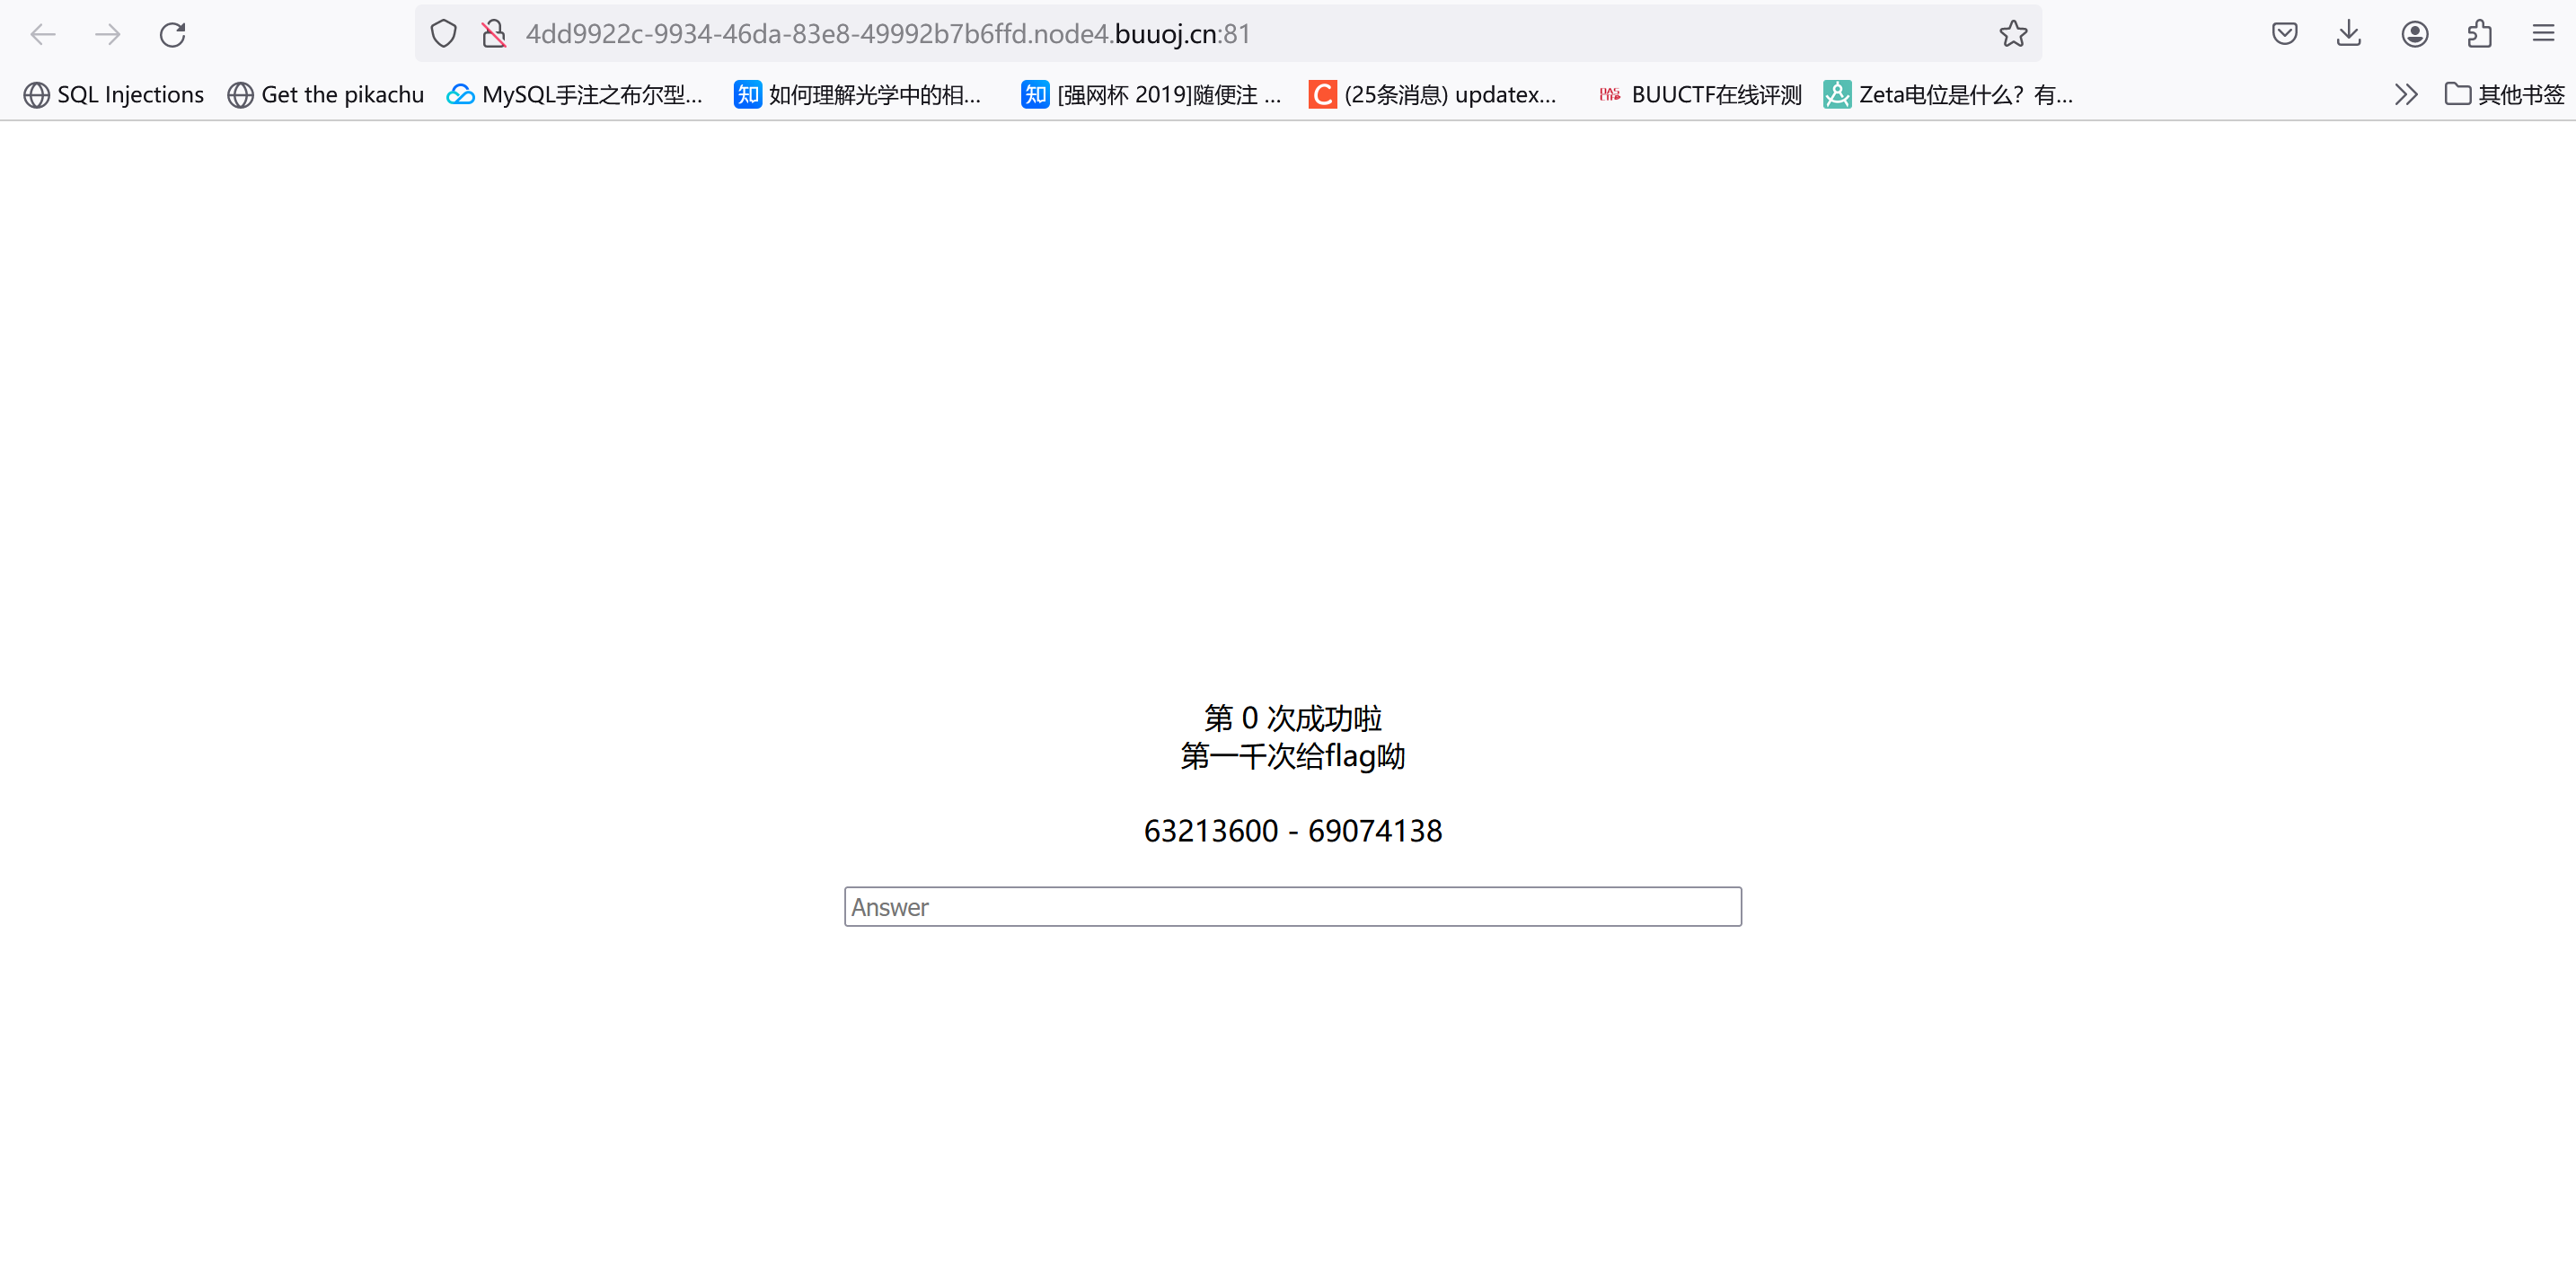 4dd9922c-9934-46da-83e8-49992b7b6ffd.node4.buuoj.cn:81
SQL Injections Get the pikachu MySQL手注之布尔型... 知 如何理解光学中的相... 知 [强网杯 2019]随便注 ... C (25条消息) updatex... BUUCTF在线评测 Zeta电位是什么？有... 其他书签
第 0 次成功啦
第一千次给flag呦
63213600 - 69074138
Answer